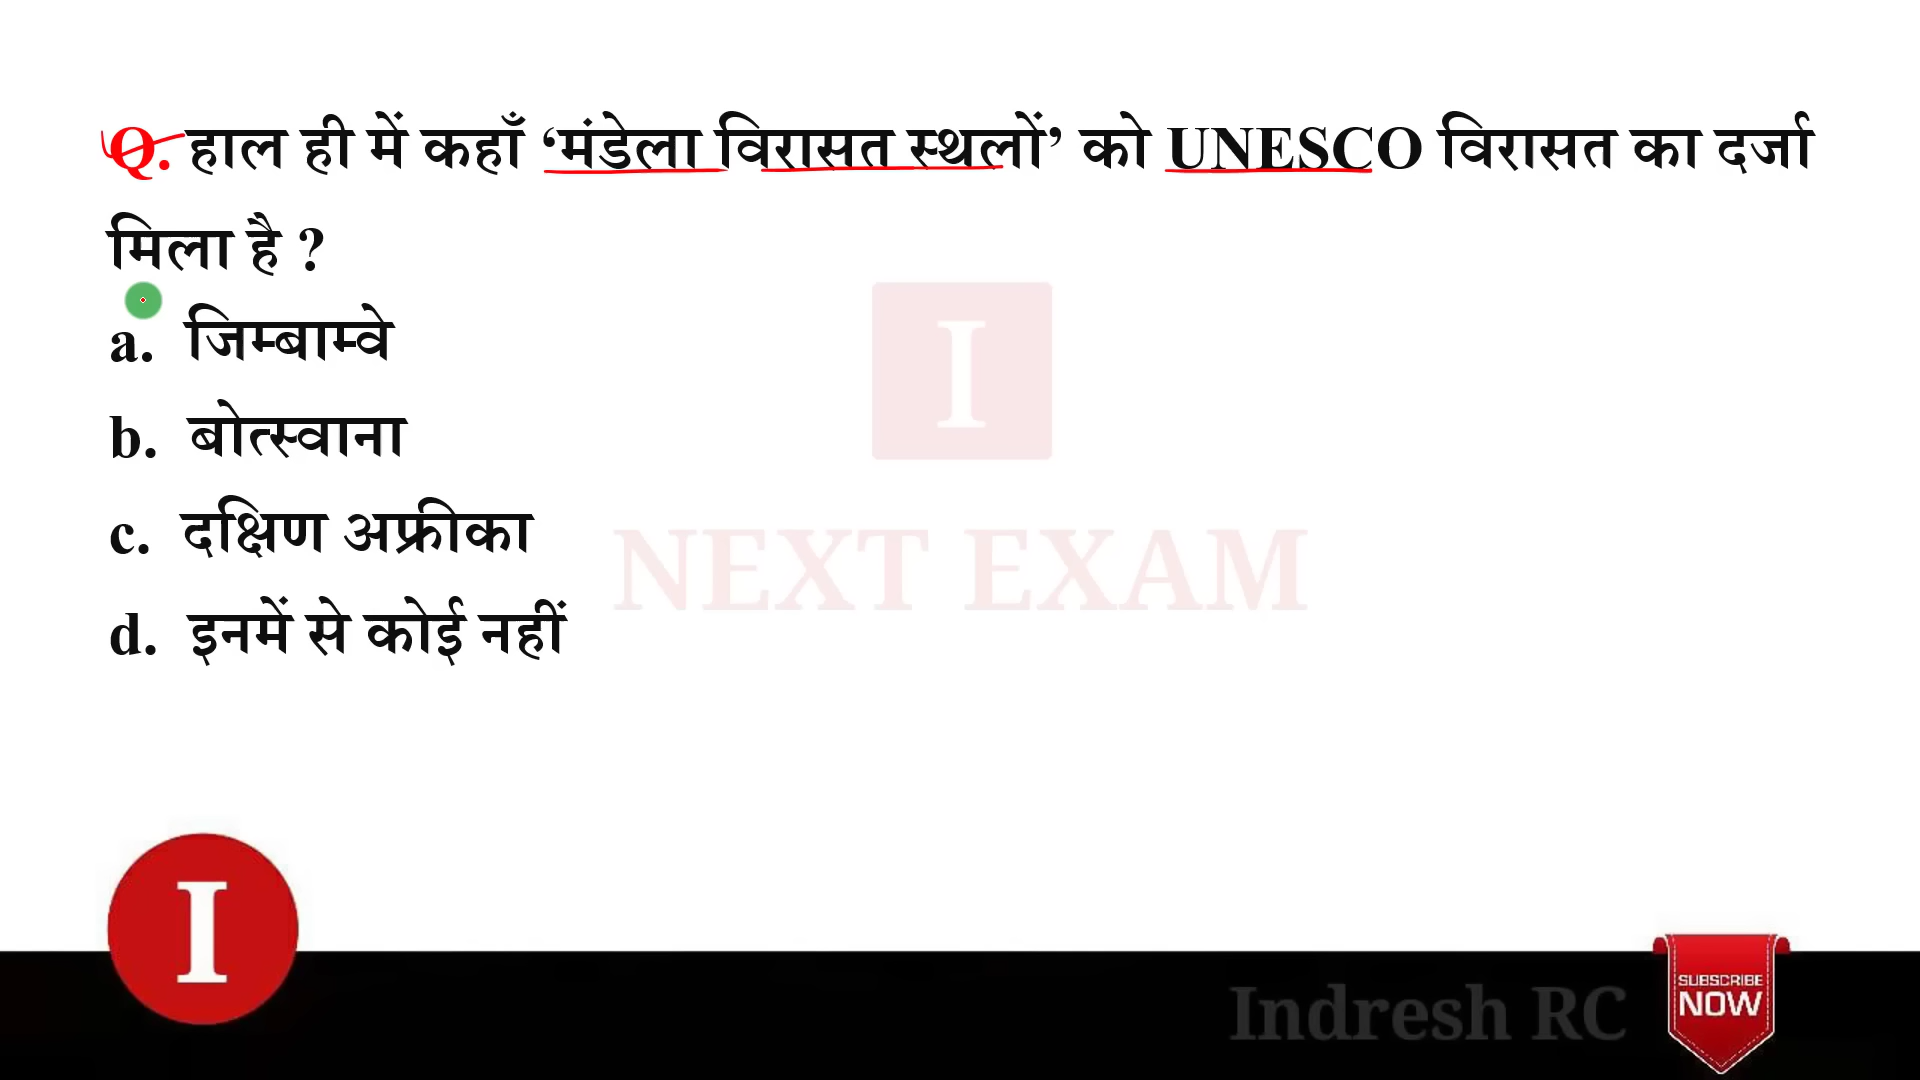 Q. हाल ही में कहाँ ‘मंडेला विरासत स्थलों’ को UNESCO विरासत का दर्जा
मिला है ?
a. जिम्बाम्वे
b. बोत्स्वाना
c. दक्षिण अफ्रीका
d. इनमें से कोई नहीं
I
NEXT EXAM
I
Indresh RC
SUBSCRIBE
NOW